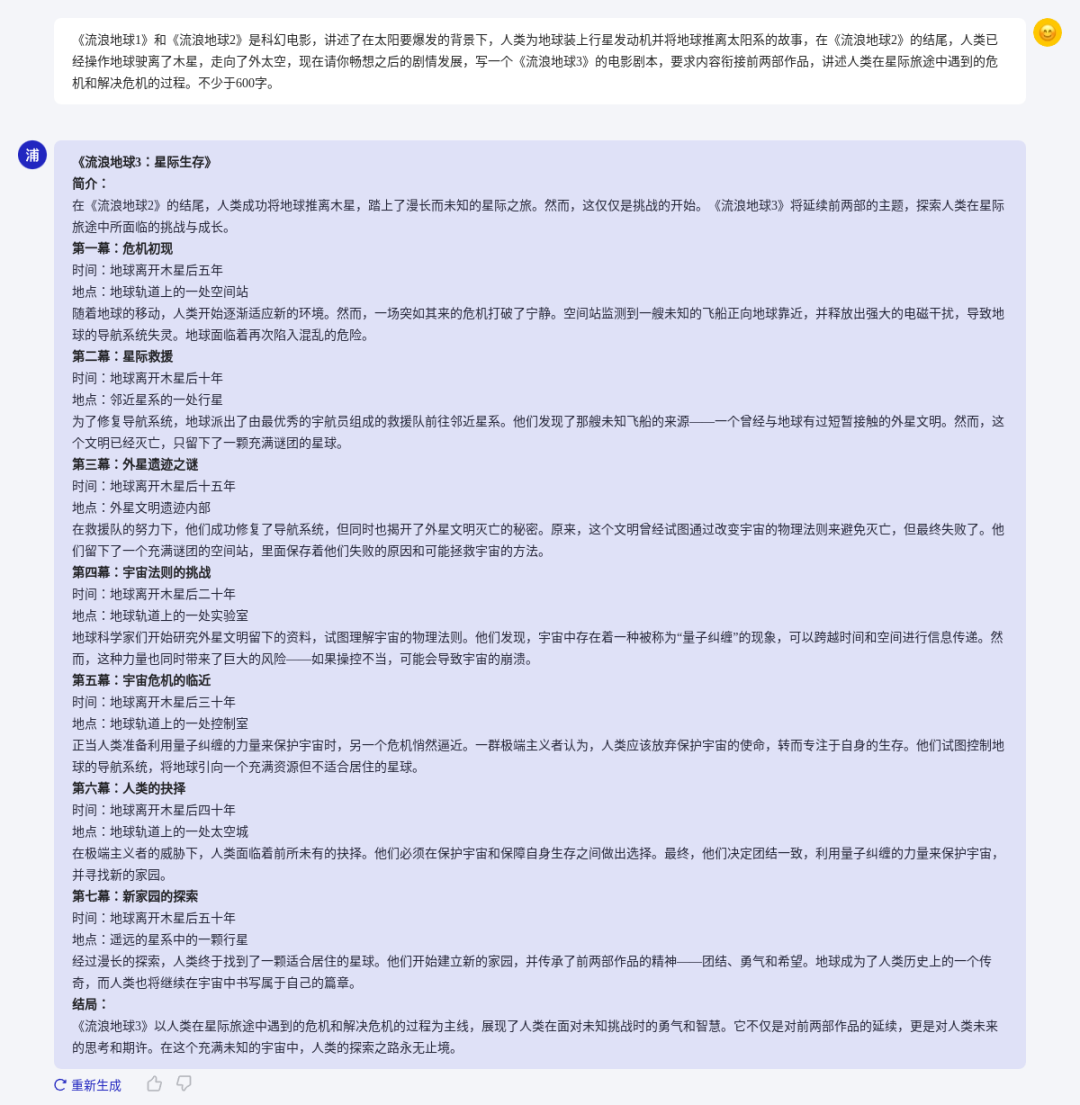 《流浪地球1》和《流浪地球2》是科幻电影，讲述了在太阳要爆发的背景下，人类为地球装上行星发动机并将地球推离太阳系的故事，在《流浪地球2》的结尾，人类已
经操作地球驶离了木星，走向了外太空，现在请你畅想之后的剧情发展，写一个《流浪地球3》的电影剧本，要求内容衔接前两部作品，讲述人类在星际旅途中遇到的危
机和解决危机的过程。不少于600字。
浦
《流浪地球3：星际生存》
简介：
在《流浪地球2》的结尾，人类成功将地球推离木星，踏上了漫长而未知的星际之旅。然而，这仅仅是挑战的开始。《流浪地球3》将延续前两部的主题，探索人类在星际
旅途中所面临的挑战与成长。
第一幕：危机初现
时间：地球离开木星后五年
地点：地球轨道上的一处空间站
随着地球的移动，人类开始逐渐适应新的环境。然而，一场突如其来的危机打破了宁静。空间站监测到一艘未知的飞船正向地球靠近，并释放出强大的电磁干扰，导致地
球的导航系统失灵。地球面临着再次陷入混乱的危险。
第二幕：星际救援
时间：地球离开木星后十年
地点：邻近星系的一处行星
为了修复导航系统，地球派出了由最优秀的宇航员组成的救援队前往邻近星系。他们发现了那艘未知飞船的来源——一个曾经与地球有过短暂接触的外星文明。然而，这
个文明已经灭亡，只留下了一颗充满谜团的星球。
第三幕：外星遗迹之谜
时间：地球离开木星后十五年
地点：外星文明遗迹内部
在救援队的努力下，他们成功修复了导航系统，但同时也揭开了外星文明灭亡的秘密。原来，这个文明曾经试图通过改变宇宙的物理法则来避免灭亡，但最终失败了。他
们留下了一个充满谜团的空间站，里面保存着他们失败的原因和可能拯救宇宙的方法。
第四幕：宇宙法则的挑战
时间：地球离开木星后二十年
地点：地球轨道上的一处实验室
地球科学家们开始研究外星文明留下的资料，试图理解宇宙的物理法则。他们发现，宇宙中存在着一种被称为“量子纠缠”的现象，可以跨越时间和空间进行信息传递。然
而，这种力量也同时带来了巨大的风险——如果操控不当，可能会导致宇宙的崩溃。
第五幕：宇宙危机的临近
时间：地球离开木星后三十年
地点：地球轨道上的一处控制室
正当人类准备利用量子纠缠的力量来保护宇宙时，另一个危机悄然逼近。一群极端主义者认为，人类应该放弃保护宇宙的使命，转而专注于自身的生存。他们试图控制地
球的导航系统，将地球引向一个充满资源但不适合居住的星球。
第六幕：人类的抉择
时间：地球离开木星后四十年
地点：地球轨道上的一处太空城
在极端主义者的威胁下，人类面临着前所未有的抉择。他们必须在保护宇宙和保障自身生存之间做出选择。最终，他们决定团结一致，利用量子纠缠的力量来保护宇宙，
并寻找新的家园。
第七幕：新家园的探索
时间：地球离开木星后五十年
地点：遥远的星系中的一颗行星
经过漫长的探索，人类终于找到了一颗适合居住的星球。他们开始建立新的家园，并传承了前两部作品的精神——团结、勇气和希望。地球成为了人类历史上的一个传
奇，而人类也将继续在宇宙中书写属于自己的篇章。
结局：
《流浪地球3》以人类在星际旅途中遇到的危机和解决危机的过程为主线，展现了人类在面对未知挑战时的勇气和智慧。它不仅是对前两部作品的延续，更是对人类未来
的思考和期许。在这个充满未知的宇宙中，人类的探索之路永无止境。
重新生成